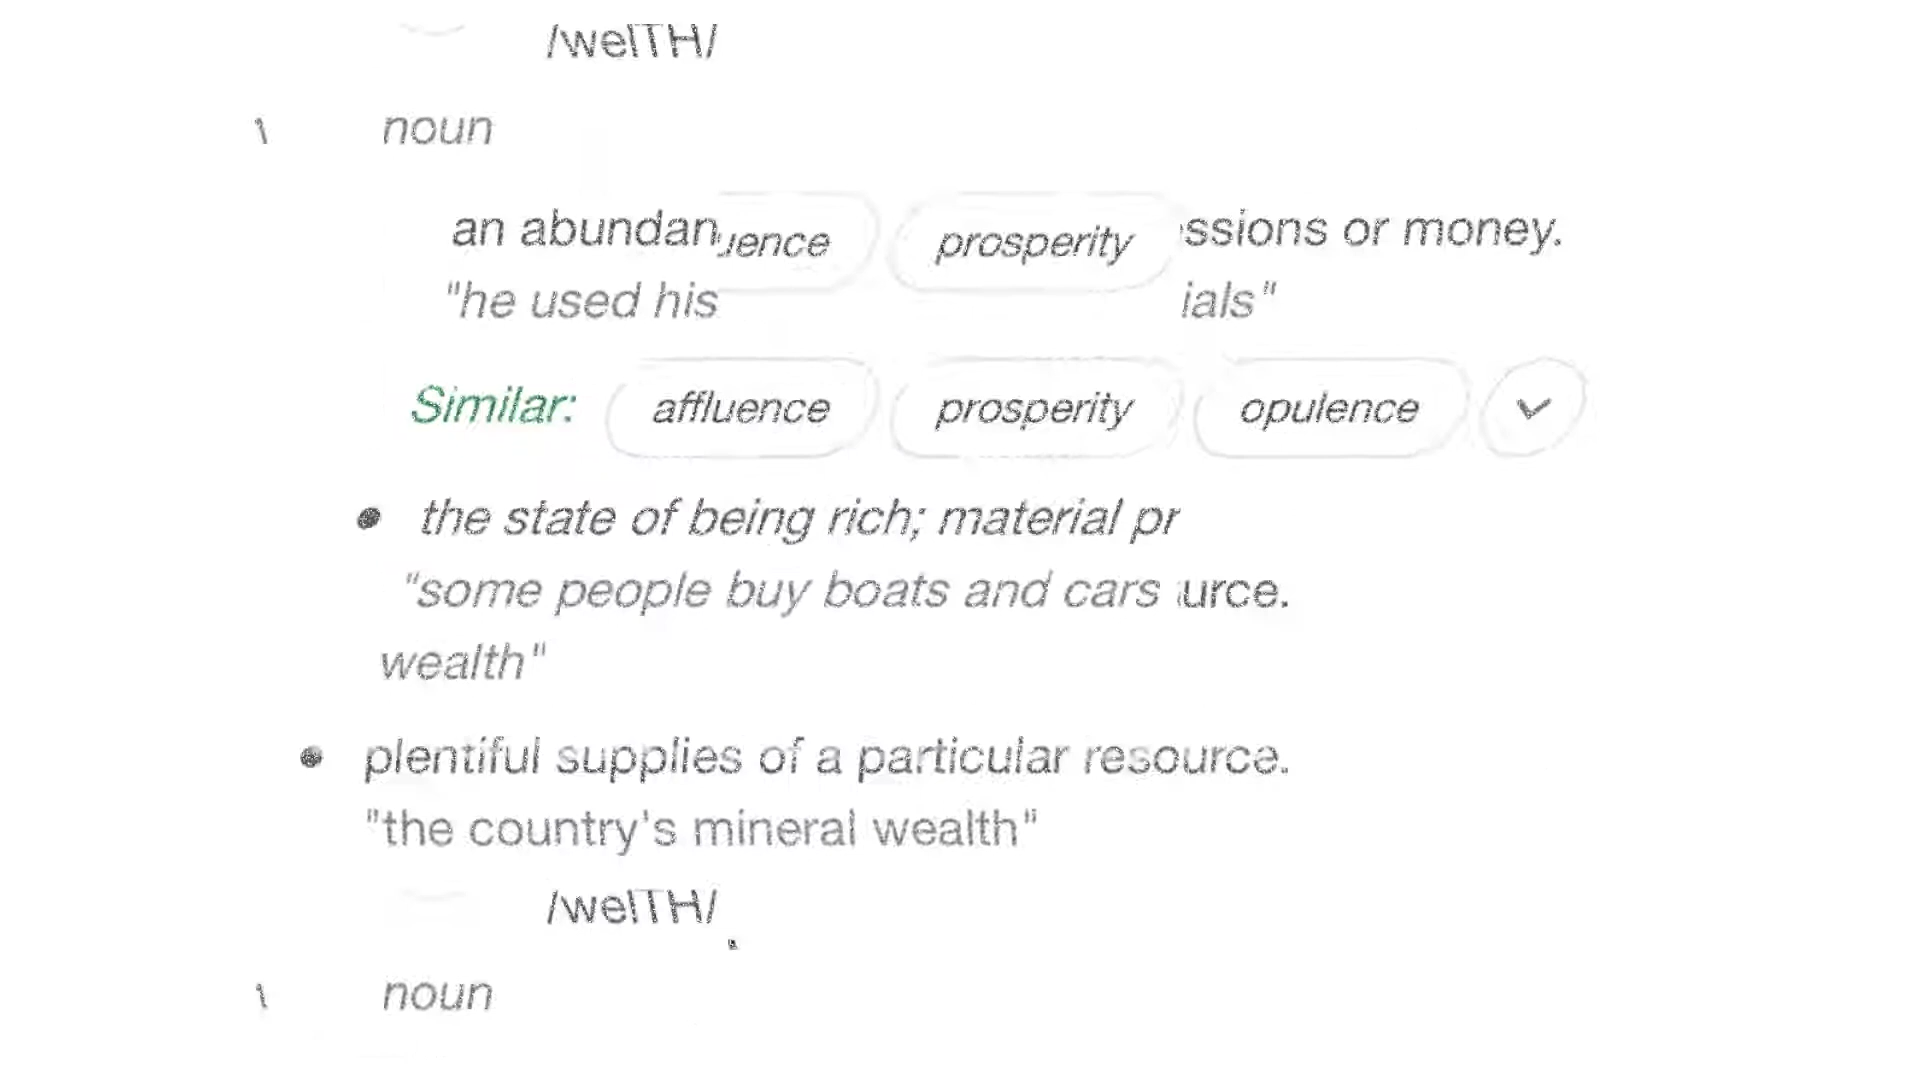 /welTH/
noun
an abundan uence prosperity ssions or money.
"he used his ials"
Similar: affluence prosperity opulence
the state of being rich; material pr
"some people buy boats and cars urce.
wealth"
plentiful supplies of a particular resource.
"the country's mineral wealth"
/welTH/
noun